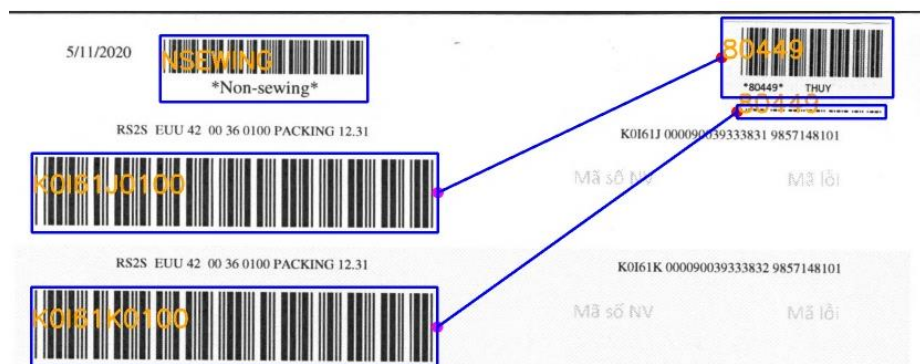 5/11/2020
NSEWING
*Non-sewing*
80449
*80449* THUY
80449
RS2S EUU 42 00 36 0100 PACKING 12.31
K0I61J 000090039333831 9857148101
K0I61J0100
Mã số NV Mã lỗi
RS2S EUU 42 00 36 0100 PACKING 12.31
K0I61K 000090039333832 9857148101
K0I61K0100
Mã số NV Mã lỗi